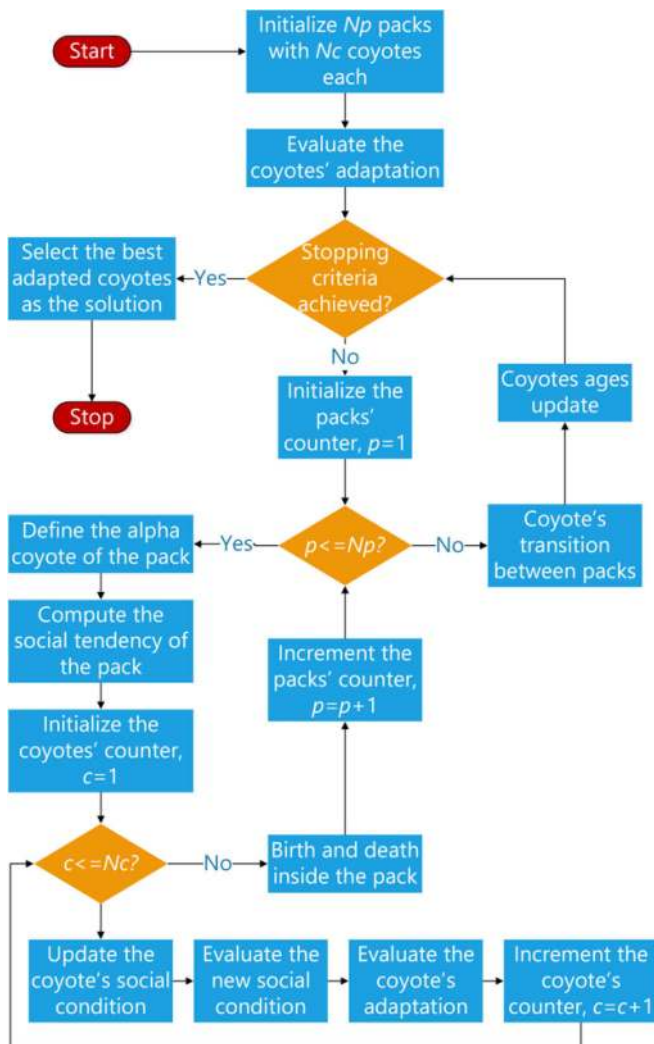 Start
Initialize Np packs
with Nc coyotes
each
Evaluate the
coyotes' adaptation
Stopping
criteria
achieved?
Yes
Select the best
adapted coyotes
as the solution
Stop
No
Initialize the
packs'
counter, p=1
Coyotes ages
update
p<=Np?
Yes
No
Define the alpha
coyote of the pack
Coyote's
transition
between packs
Compute the
social tendency of
the pack
Increment the
packs' counter,
p=p+1
Initialize the
coyotes' counter,
c=1
c<=Nc?
No
Birth and death
inside the pack
Update the
coyote's social
condition
Evaluate the
new social
condition
Evaluate the
coyote's
adaptation
Increment the
coyote's
counter, c=c+1